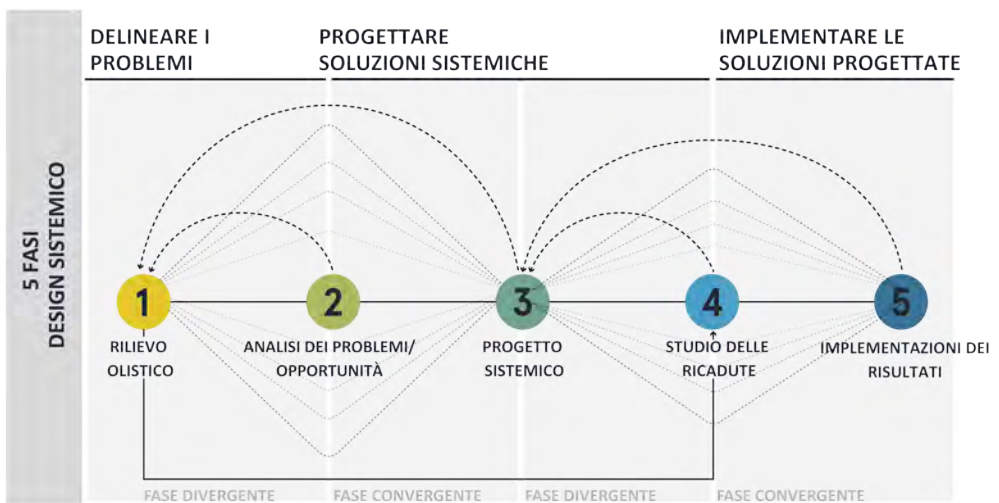 DELINEARE I
PROBLEMI
PROGETTARE
SOLUZIONI SISTEMICHE
IMPLEMENTARE LE
SOLUZIONI PROGETTATE
5 FASI
DESIGN SISTEMICO
1
2
3
4
5
RILIEVO
OLISTICO
ANALISI DEI PROBLEMI/
OPPORTUNITÀ
PROGETTO
SISTEMICO
STUDIO DELLE
RICADUTE
IMPLEMENTAZIONI DEI
RISULTATI
FASE DIVERGENTE
FASE CONVERGENTE
FASE DIVERGENTE
FASE CONVERGENTE